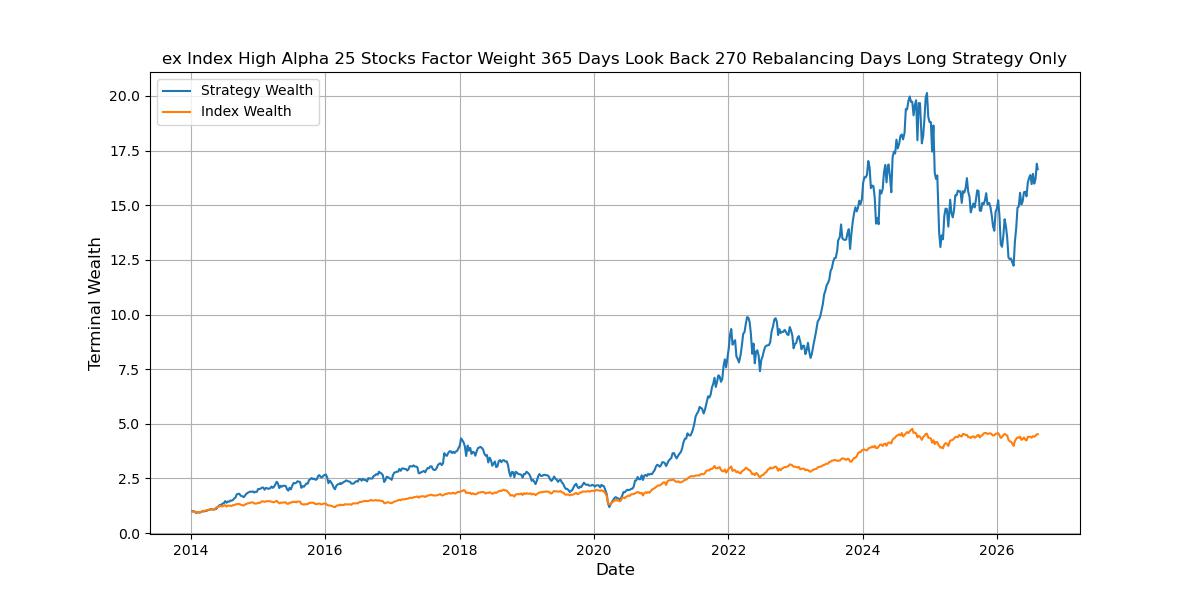 ex Index High Alpha 25 Stocks Factor Weight 365 Days Look Back 270 Rebalancing Days Long Strategy Only
Strategy Wealth
Index Wealth
Terminal Wealth
20.0
17.5
15.0
12.5
10.0
7.5
5.0
2.5
0.0
2014 2016 2018 2020 2022 2024 2026
Date